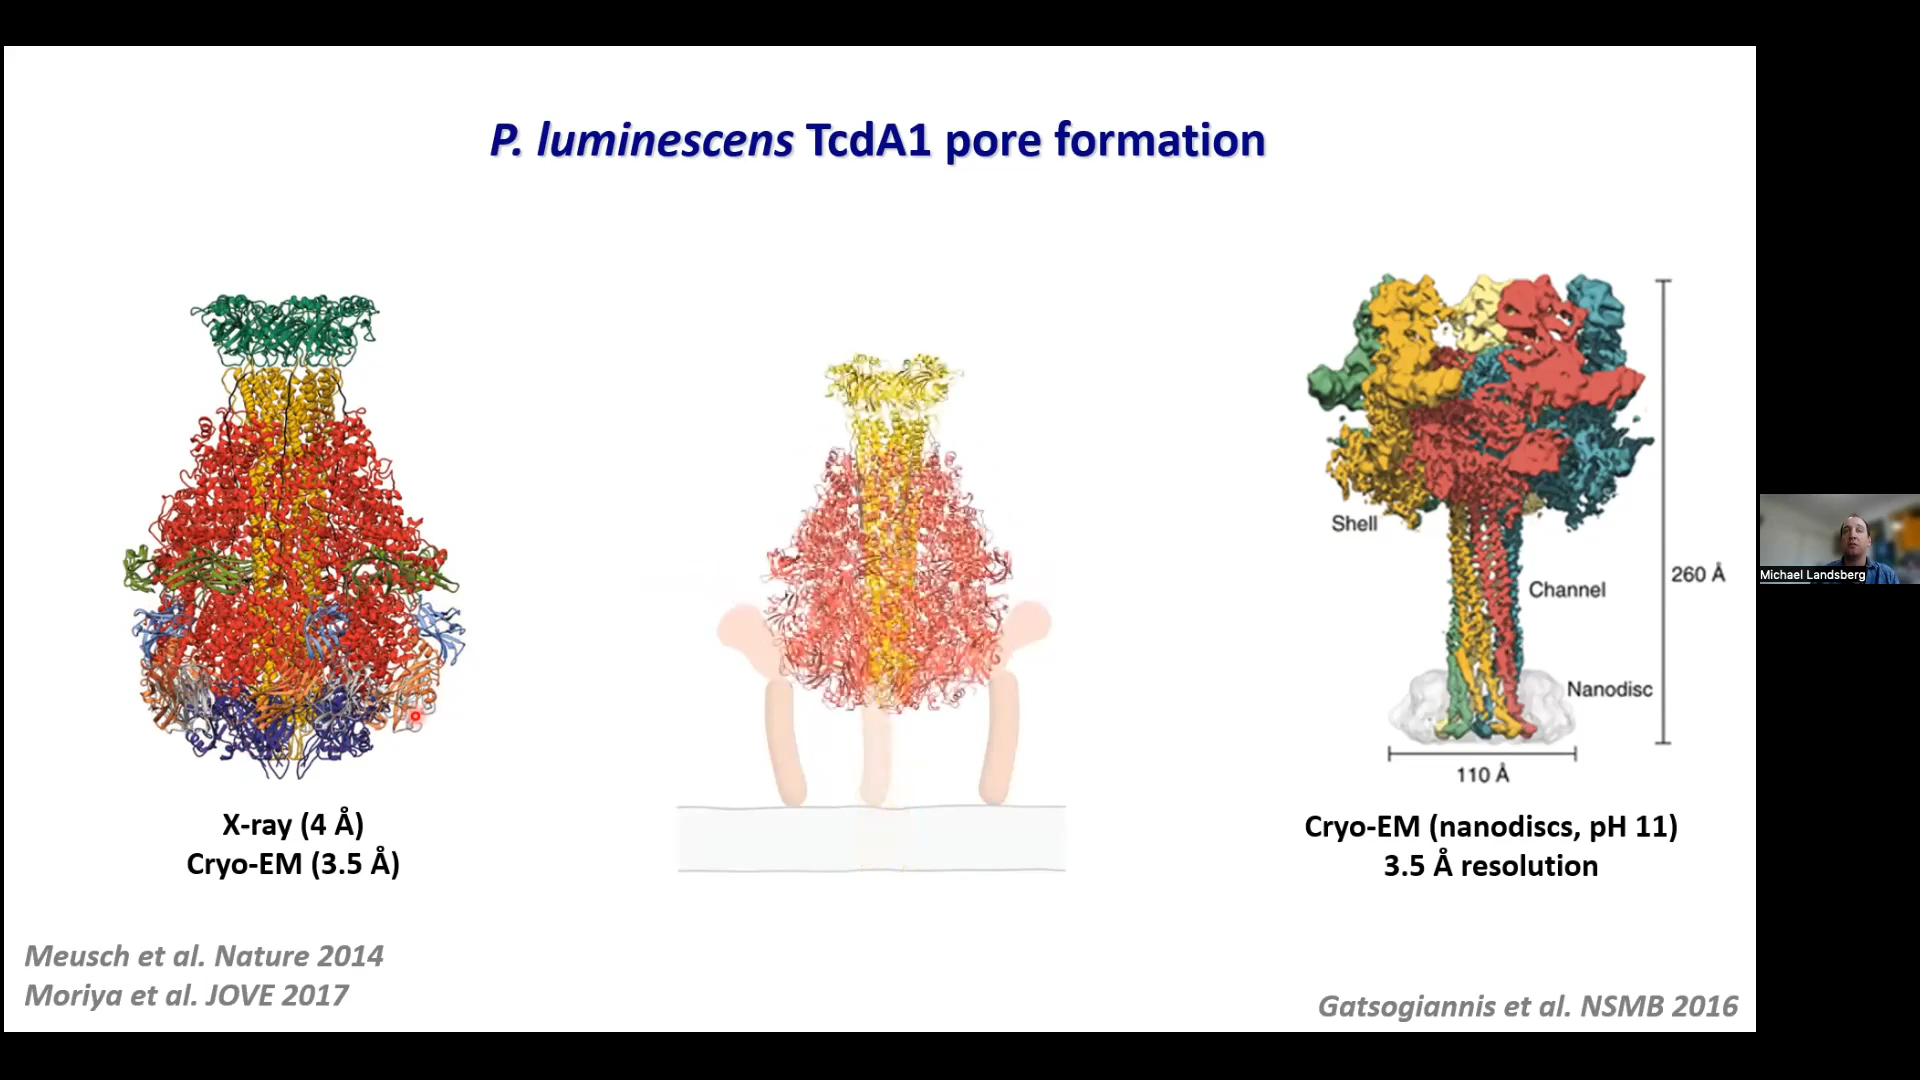 P. luminescens TcdA1 pore formation
X-ray (4 Å)
Cryo-EM (3.5 Å)
Shell
Channel
Nanodisc
260 Å
110 Å
Cryo-EM (nanodiscs, pH 11)
3.5 Å resolution
Meusch et al. Nature 2014
Moriya et al. JOVE 2017
Gatsogiannis et al. NSMB 2016
Michael Landsberg